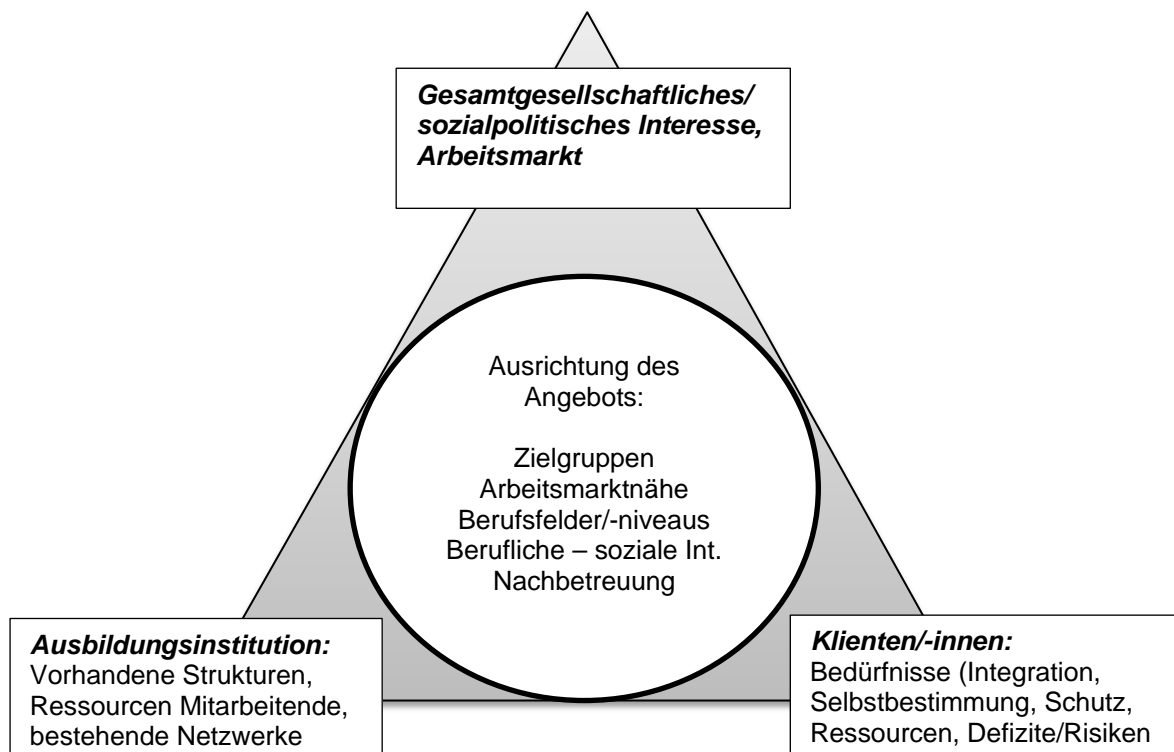 Gesamtgesellschaftliches/
sozialpolitisches Interesse,
Arbeitsmarkt
Ausrichtung des
Angebots:
Zielgruppen
Arbeitsmarktnähe
Berufsfelder/-niveaus
Berufliche – soziale Int.
Nachbetreuung
Ausbildungsinstitution:
Vorhandene Strukturen,
Ressourcen Mitarbeitende,
bestehende Netzwerke
Klienten/-innen:
Bedürfnisse (Integration,
Selbstbestimmung, Schutz,
Ressourcen, Defizite/Risiken